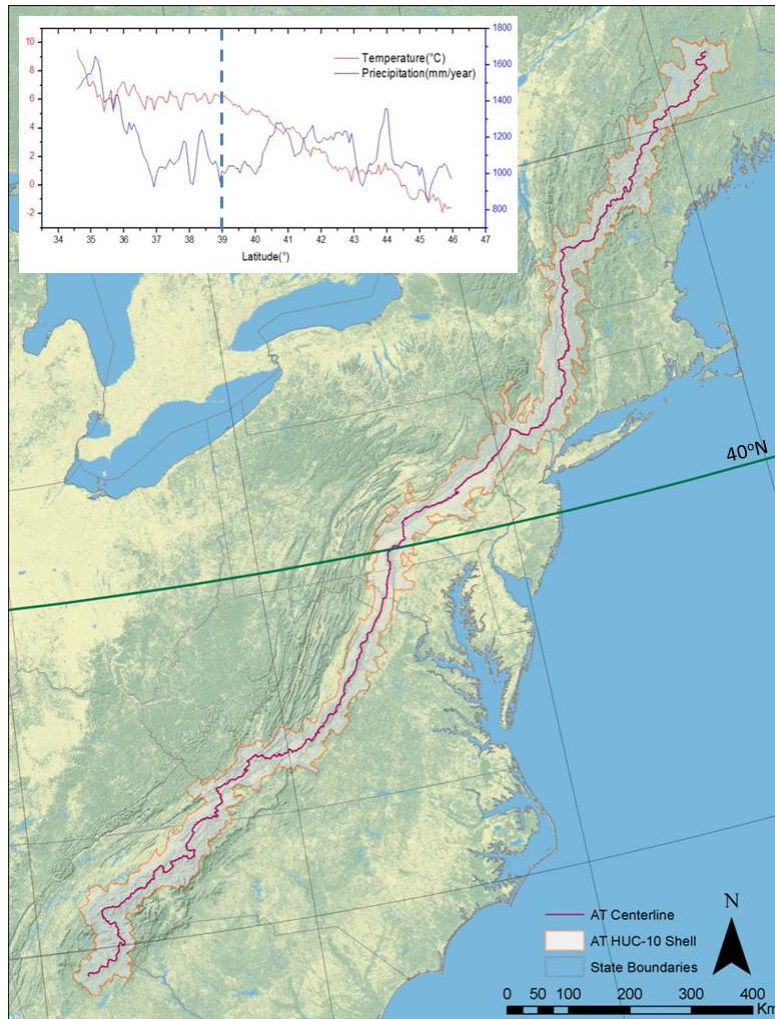 10
8
6
4
2
0
-2
Temperature(°C)
Priecipitation(mm/year)
1800
1600
1400
1200
1000
800
34 35 36 37 38 39 40 41 42 43 44 45 46 47
Latitude(°)
40°N
N
AT Centerline
AT HUC-10 Shell
State Boundaries
0 50 100 200 300 400
Km